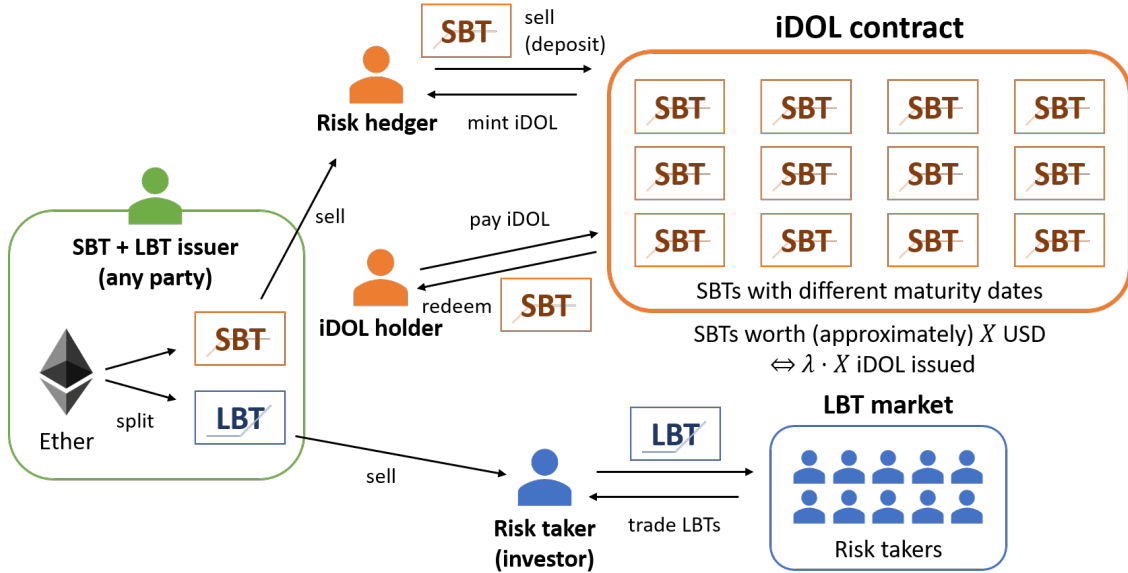 SBT
sell
(deposit)
iDOL contract
Risk hedger
mint iDOL
SBT SBT SBT SBT
SBT SBT SBT SBT
SBT SBT SBT SBT
SBTs with different maturity dates
sell
pay iDOL
SBT + LBT issuer
(any party)
redeem
SBT
iDOL holder
SBTs worth (approximately) X USD
⇔ λ · X iDOL issued
SBT
LBT
split
Ether
sell
LBT
LBT market
trade LBTs
Risk taker
(investor)
Risk takers